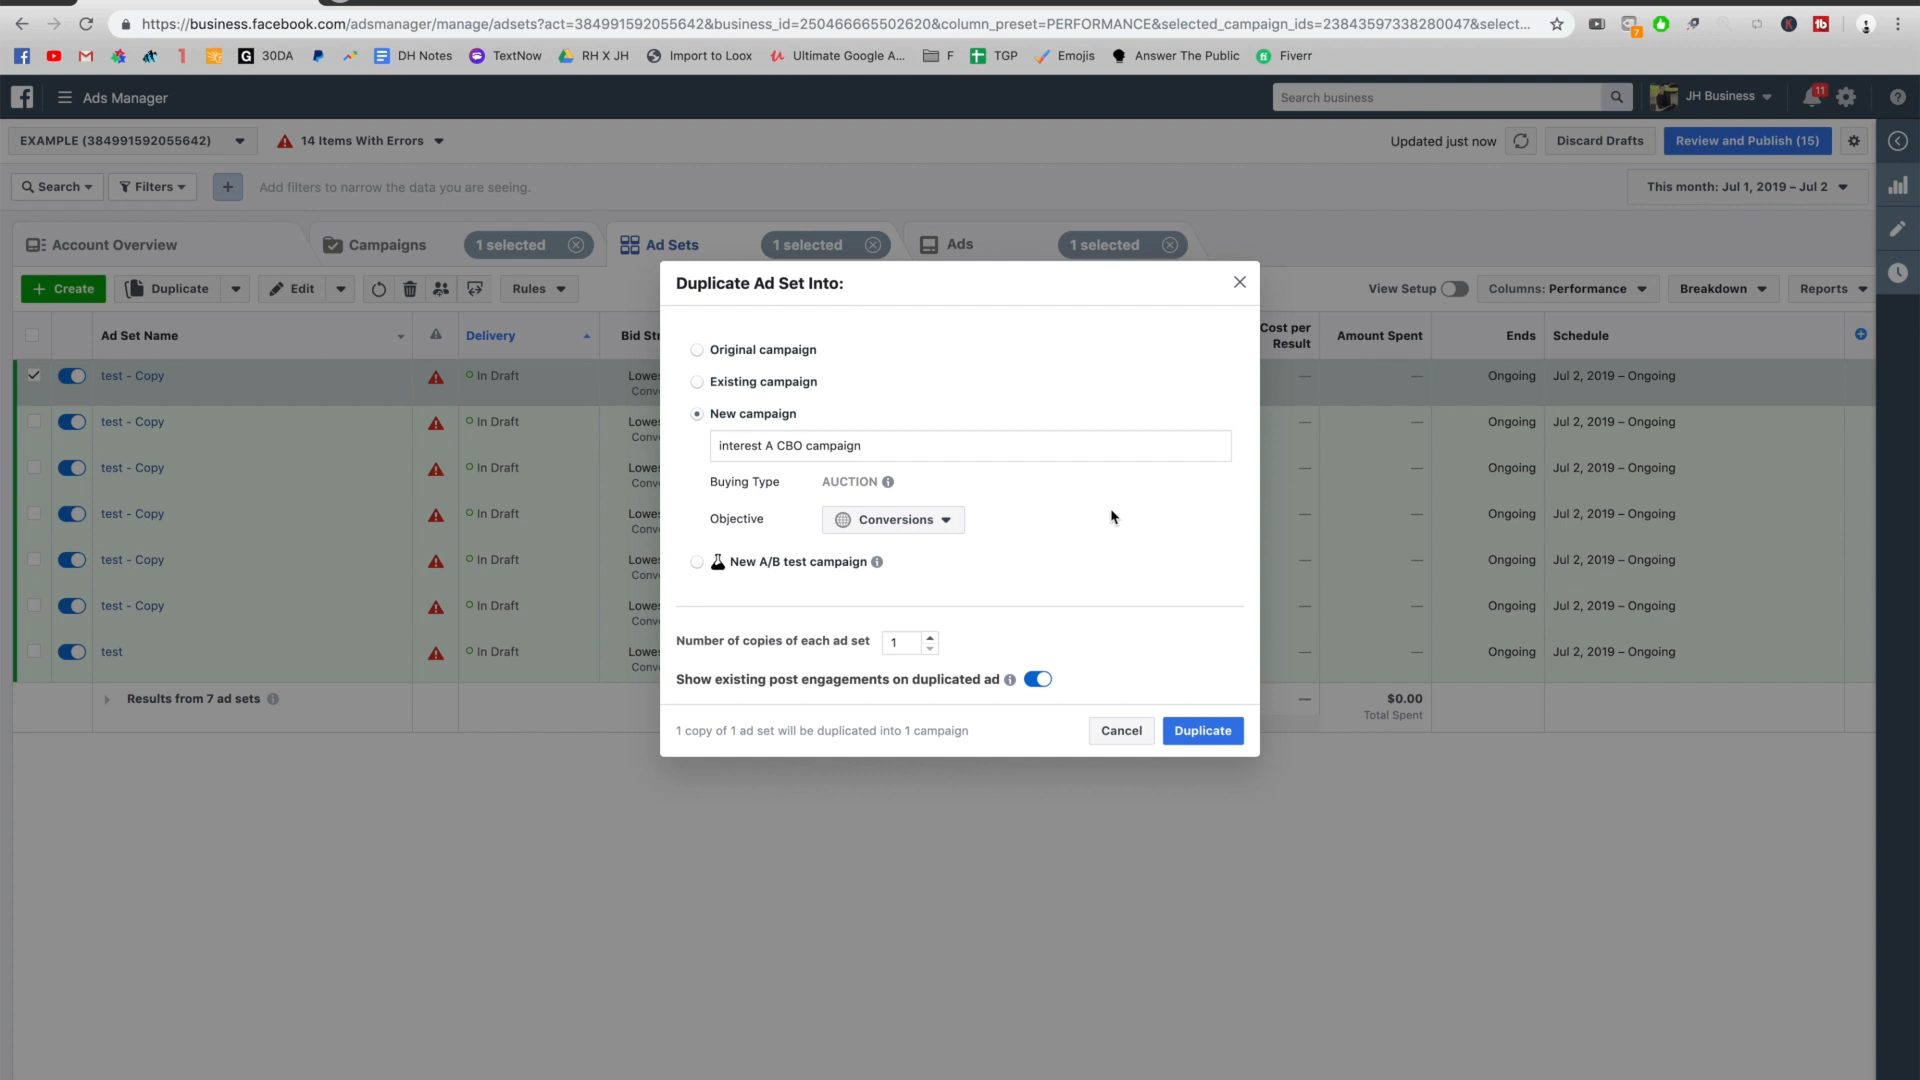 https://business.facebook.com/adsmanager/manage/adsets?act=384991592055642&business_id=250466665502620&column_preset=PERFORMANCE&selected_campaign_ids=23843597338280047&select...
7
30DA
DH Notes
TextNow
RH X JH
Import to Loox
Ultimate Google A...
F
TGP
Emojis
Answer The Public
Fiverr
Ads Manager
Search business
JH Business
11
EXAMPLE (384991592055642)
14 Items With Errors
Updated just now
Discard Drafts
Review and Publish (15)
Search
Filters
Add filters to narrow the data you are seeing.
This month: Jul 1, 2019 – Jul 2
Account Overview
Campaigns
1 selected
Ad Sets
1 selected
Ads
1 selected
Create
Duplicate
Edit
Rules
View Setup
Columns: Performance
Breakdown
Reports
Ad Set Name
Delivery
Bid Str
Cost per
Result
Amount Spent
Ends
Schedule
test - Copy
In Draft
Lowes
Conv
—
—
Ongoing
Jul 2, 2019 – Ongoing
test - Copy
In Draft
Lowes
Conv
—
—
Ongoing
Jul 2, 2019 – Ongoing
test - Copy
In Draft
Lowes
Conv
—
—
Ongoing
Jul 2, 2019 – Ongoing
test - Copy
In Draft
Lowes
Conv
—
—
Ongoing
Jul 2, 2019 – Ongoing
test - Copy
In Draft
Lowes
Conv
—
—
Ongoing
Jul 2, 2019 – Ongoing
test - Copy
In Draft
Lowes
Conv
—
—
Ongoing
Jul 2, 2019 – Ongoing
test
In Draft
Lowes
Conv
—
—
Ongoing
Jul 2, 2019 – Ongoing
Results from 7 ad sets
—
$0.00
Total Spent
Duplicate Ad Set Into:
Original campaign
Existing campaign
New campaign
interest A CBO campaign
Buying Type
AUCTION
Objective
Conversions
New A/B test campaign
Number of copies of each ad set
1
Show existing post engagements on duplicated ad
1 copy of 1 ad set will be duplicated into 1 campaign
Cancel
Duplicate